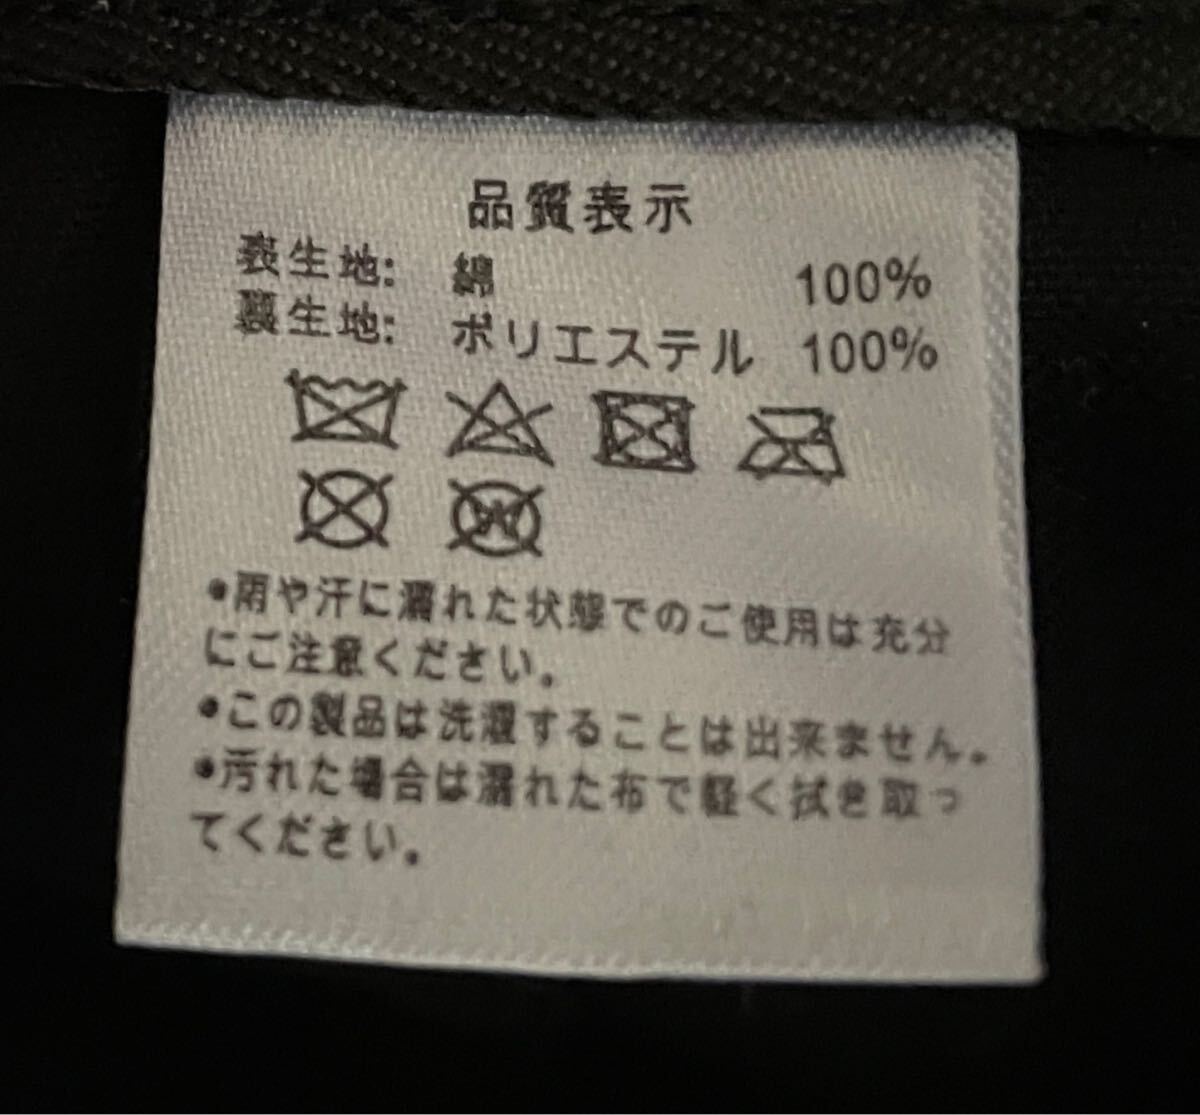 品質表示
表生地: 綿 100%
裏生地: ポリエステル 100%
•雨や汗に濡れた状態でのご使用は充分
にご注意ください。
•この製品は洗濯することは出来ません。
•汚れた場合は濡れた布で軽く拭き取っ
てください。